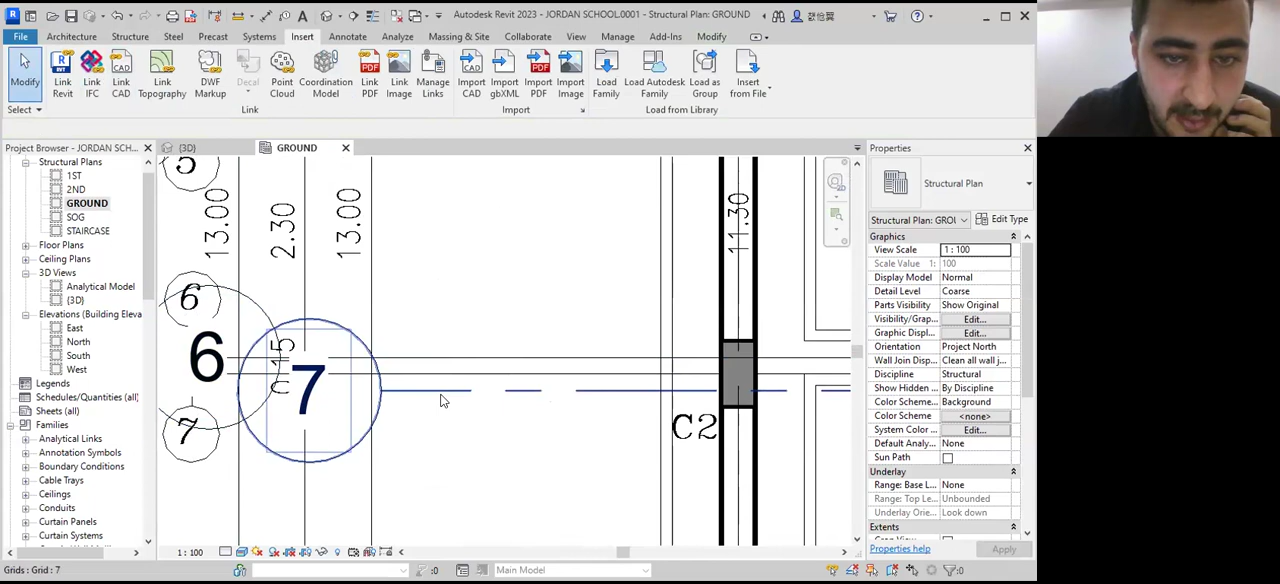 Autodesk Revit 2023 - JORDAN SCHOOL0001 - Structural Plan: GROUND
File Architecture Structure Steel Precast Systems Insert Annotate Analyze Massing & Site Collaborate View Manage Add-Ins Modify
Modify
Link Revit
Link IFC
Link CAD
Link Topography
DWF Markup
Decal
Point Cloud
Coordination Model
Link PDF
Link Image
Manage Links
Import CAD
Import gbXML
Import PDF
Import Image
Load Family
Load Autodesk Family
Load as Group
Insert from File
Select
Link
Import
Load from Library
Project Browser - JORDAN SCH...
Structural Plans
1ST
2ND
GROUND
SOG
STAIRCASE
Floor Plans
Ceiling Plans
3D Views
Analytical Model
{3D}
Elevations (Building Eleva
East
North
South
West
Legends
Schedules/Quantities (all)
Sheets (all)
Families
Analytical Links
Annotation Symbols
Boundary Conditions
Cable Trays
Ceilings
Conduits
Curtain Panels
Curtain Systems
{3D}
GROUND
5
13.00
2.30
13.00
11.30
6
6
7
7
C2
Properties
Structural Plan
Structural Plan: GROU
Edit Type
Graphics
View Scale 1 : 100
Scale Value 1: 100
Display Model Normal
Detail Level Coarse
Parts Visibility Show Original
Visibility/Grap... Edit...
Graphic Displ... Edit...
Orientation Project North
Wall Join Disp... Clean all wall j...
Discipline Structural
Show Hidden ... By Discipline
Color Scheme... Background
Color Scheme <none>
System Color ... Edit...
Default Analy... None
Sun Path
Underlay
Range: Base L... None
Range: Top Le... Unbounded
Underlay Orie... Look down
Extents
Properties help
Apply
1 : 100
Grids : Grid : 7
:0
Main Model
:0